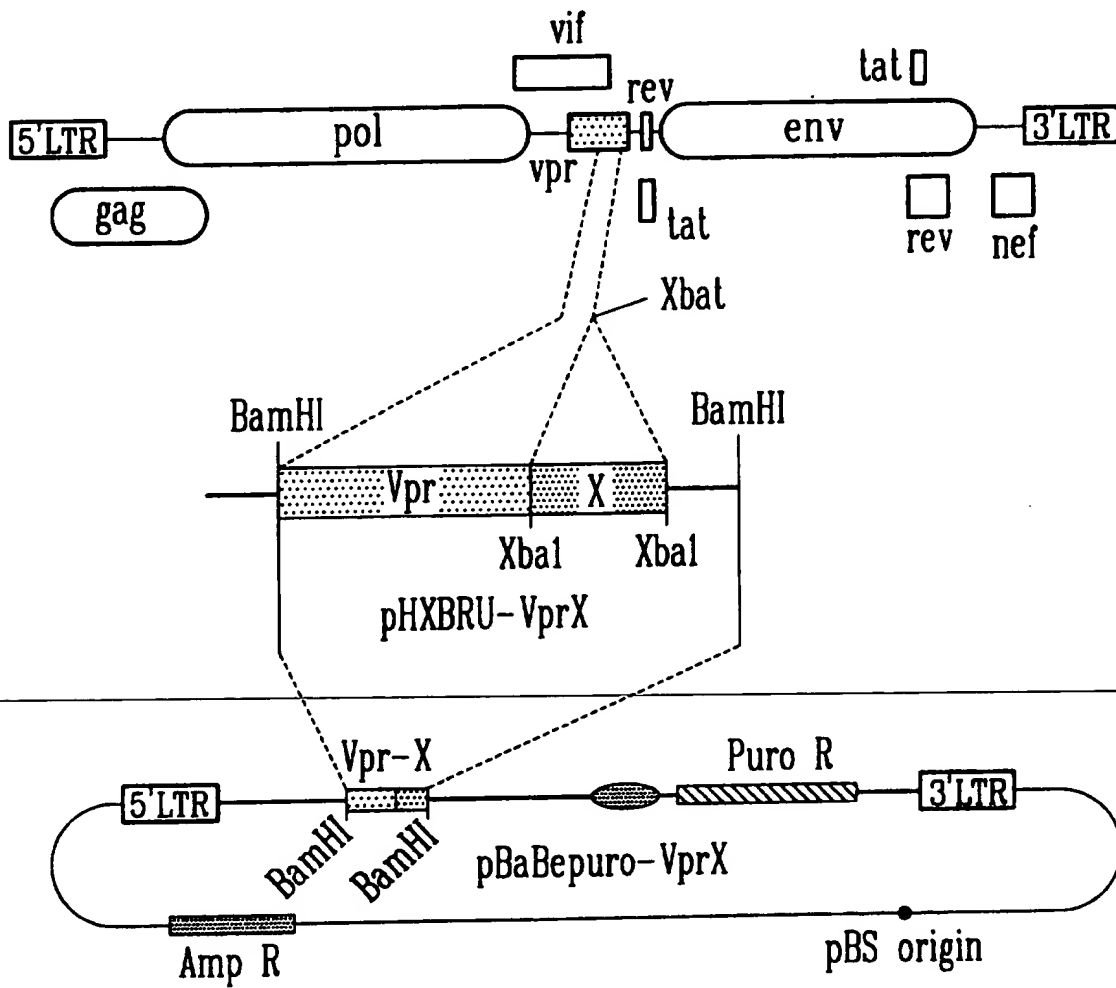 vif
tat
rev
5'LTR
pol
env
3'LTR
vpr
gag
tat
rev
nef
Xbat
BamHI
BamHI
Vpr
X
Xba1
Xba1
pHXBRU-VprX
Vpr-X
Puro R
5'LTR
3'LTR
BamHI
BamHI
pBaBepuro-VprX
Amp R
pBS origin